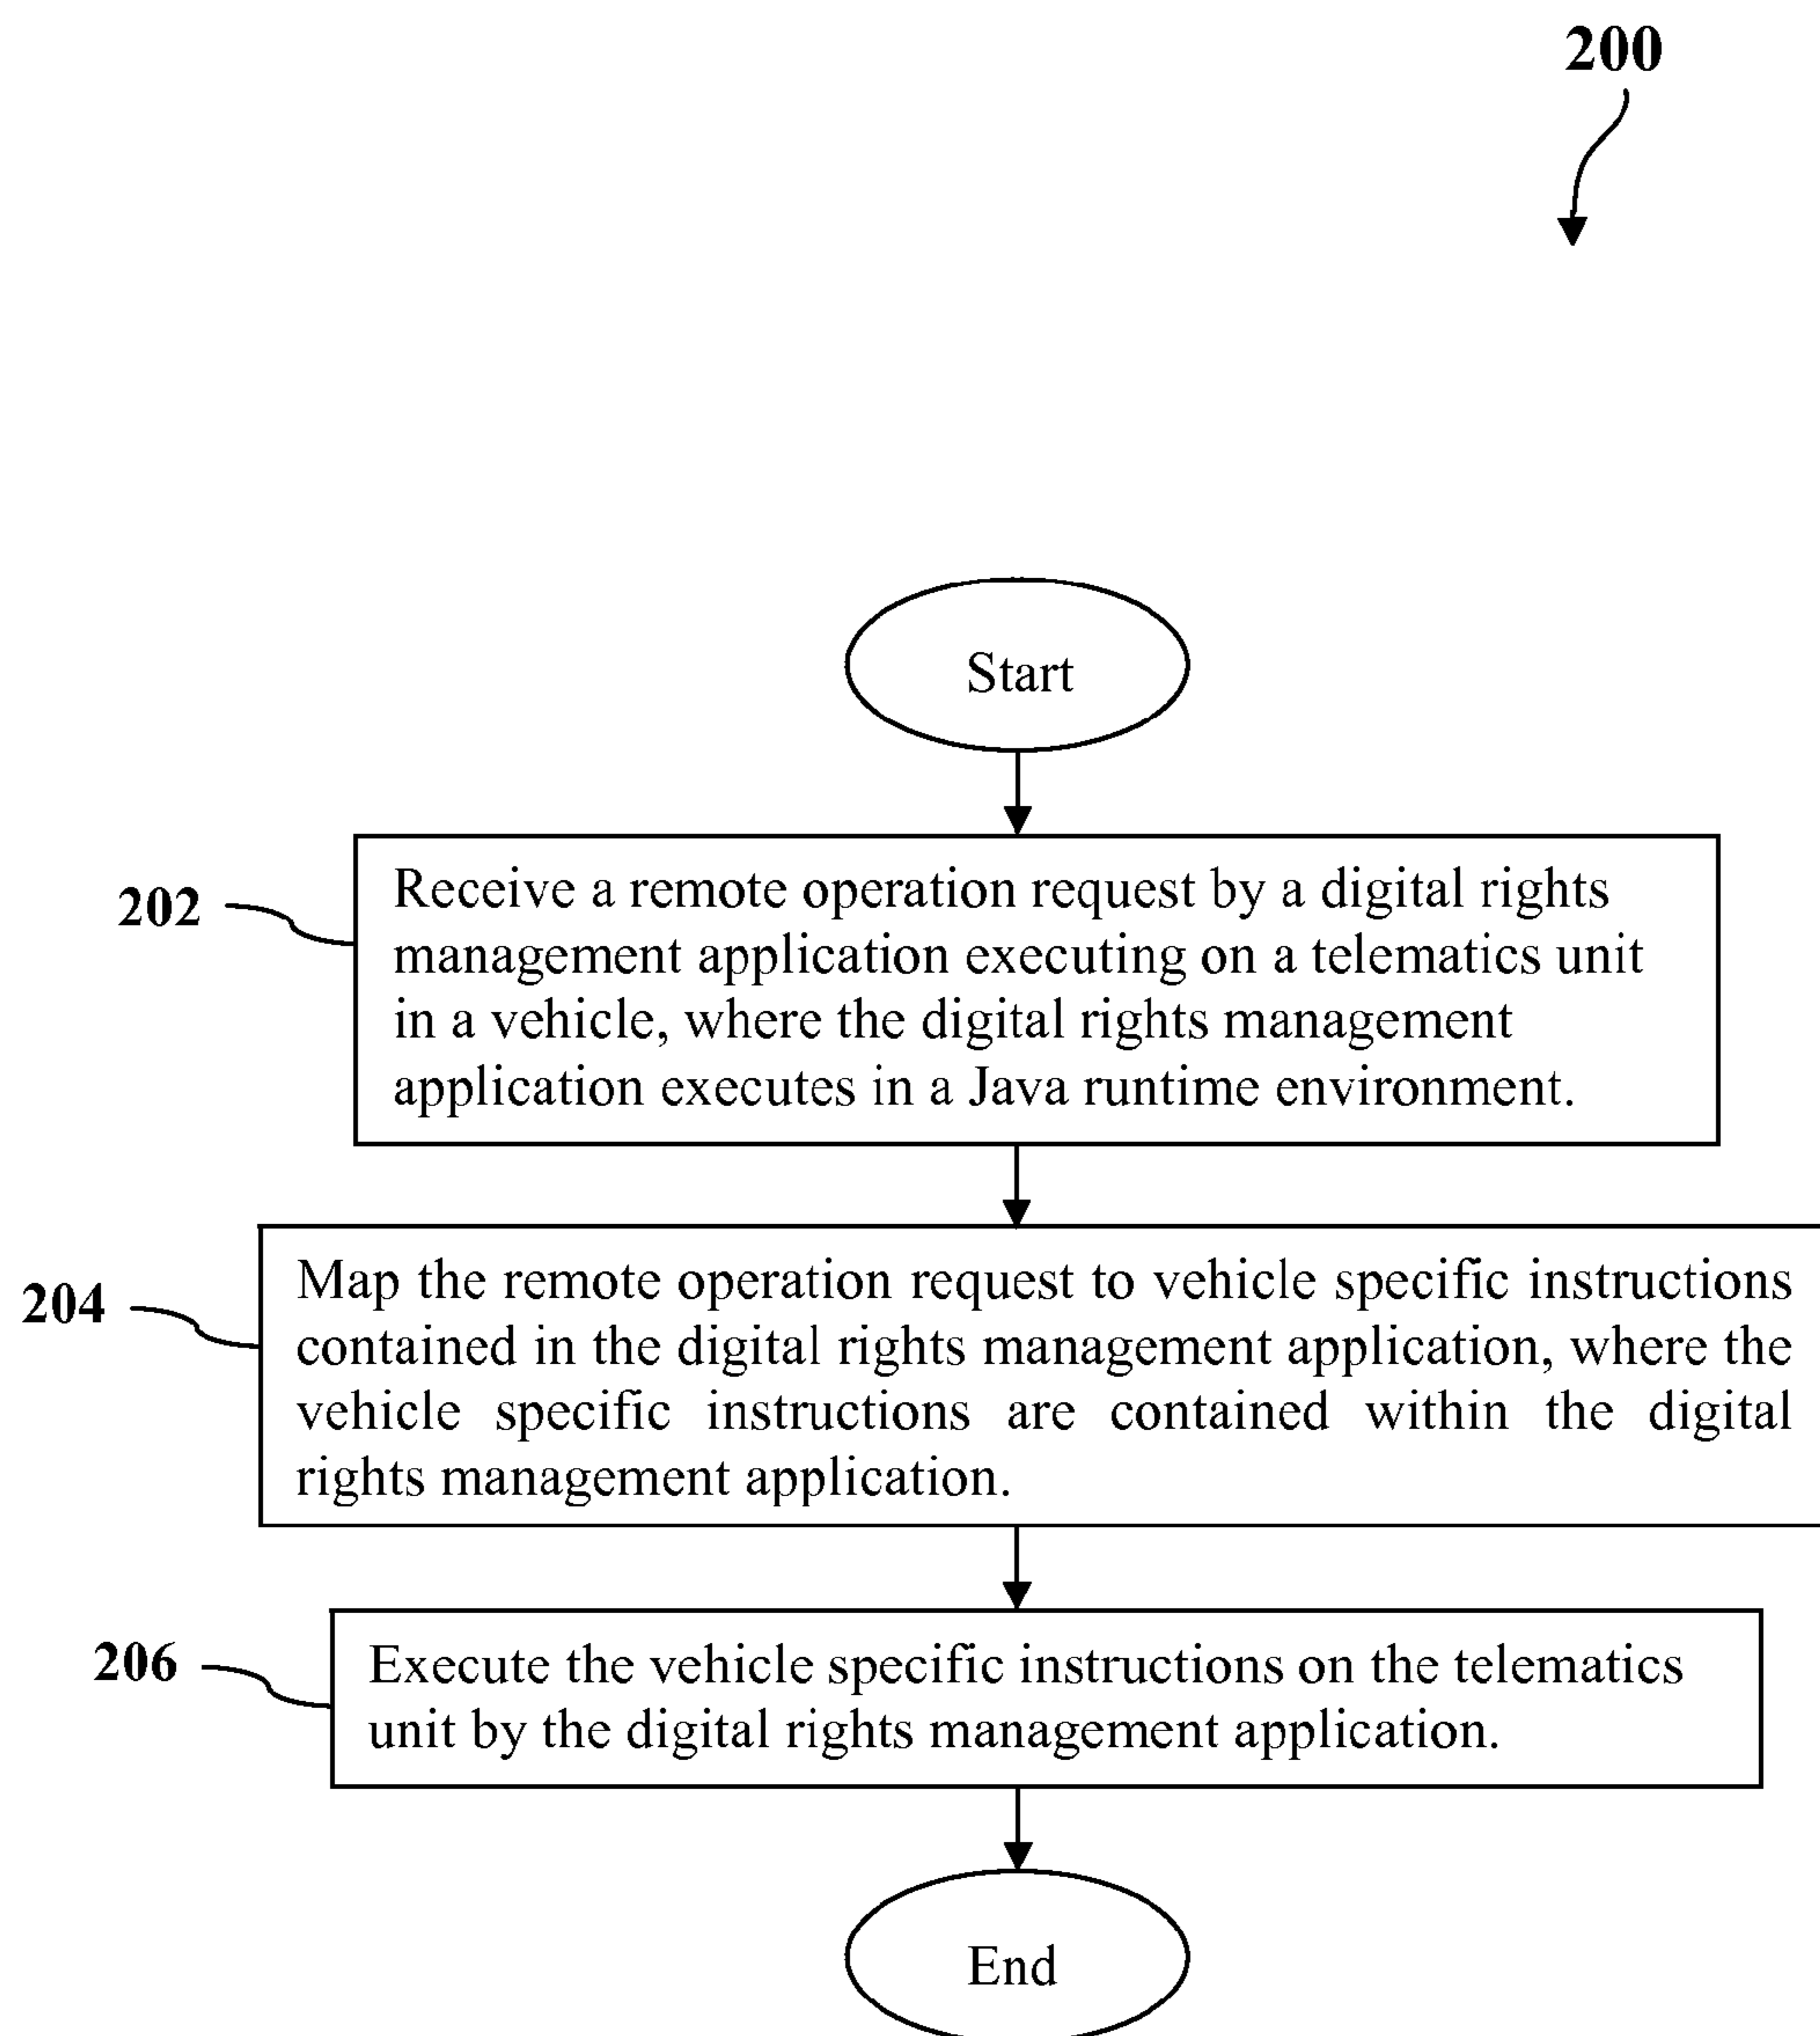 200
Start
202
Receive a remote operation request by a digital rights
management application executing on a telematics unit
in a vehicle, where the digital rights management
application executes in a Java runtime environment.
204
Map the remote operation request to vehicle specific instructions
contained in the digital rights management application, where the
vehicle specific instructions are contained within the digital
rights management application.
206
Execute the vehicle specific instructions on the telematics
unit by the digital rights management application.
End